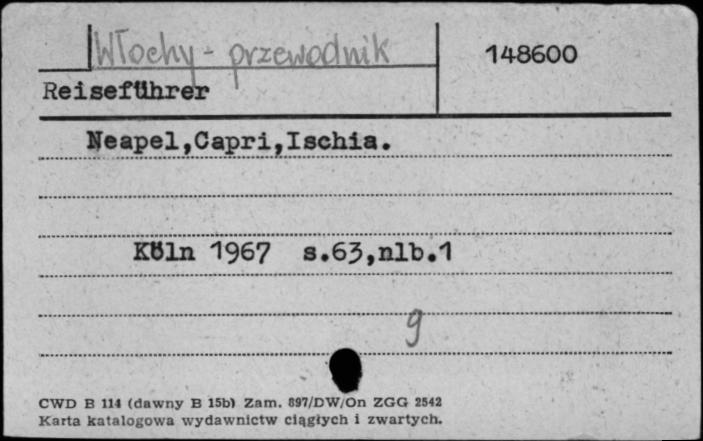 Włochy - przewodnik
148600
Reiseführer
Neapel,Capri,Ischia.
Köln 1967 s.63,nlb.1
9
CWD B 114 (dawny B 15b) Zam. 897/DW/On ZGG 2542
Karta katalogowa wydawnictw ciągłych i zwartych.